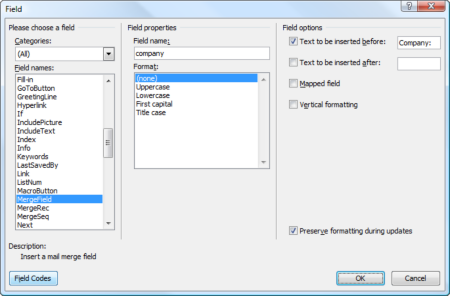 Field
Please choose a field
Categories:
(All)
Field names:
Fill-in
GoToButton
GreetingLine
Hyperlink
If
IncludePicture
IncludeText
Index
Info
Keywords
LastSavedBy
Link
ListNum
MacroButton
MergeField
MergeRec
MergeSeq
Next
Field properties
Field name:
company
Format:
(none)
Uppercase
Lowercase
First capital
Title case
Field options
Text to be inserted before: Company:
Text to be inserted after:
Mapped field
Vertical formatting
Preserve formatting during updates
Description:
Insert a mail merge field
Field Codes
OK
Cancel